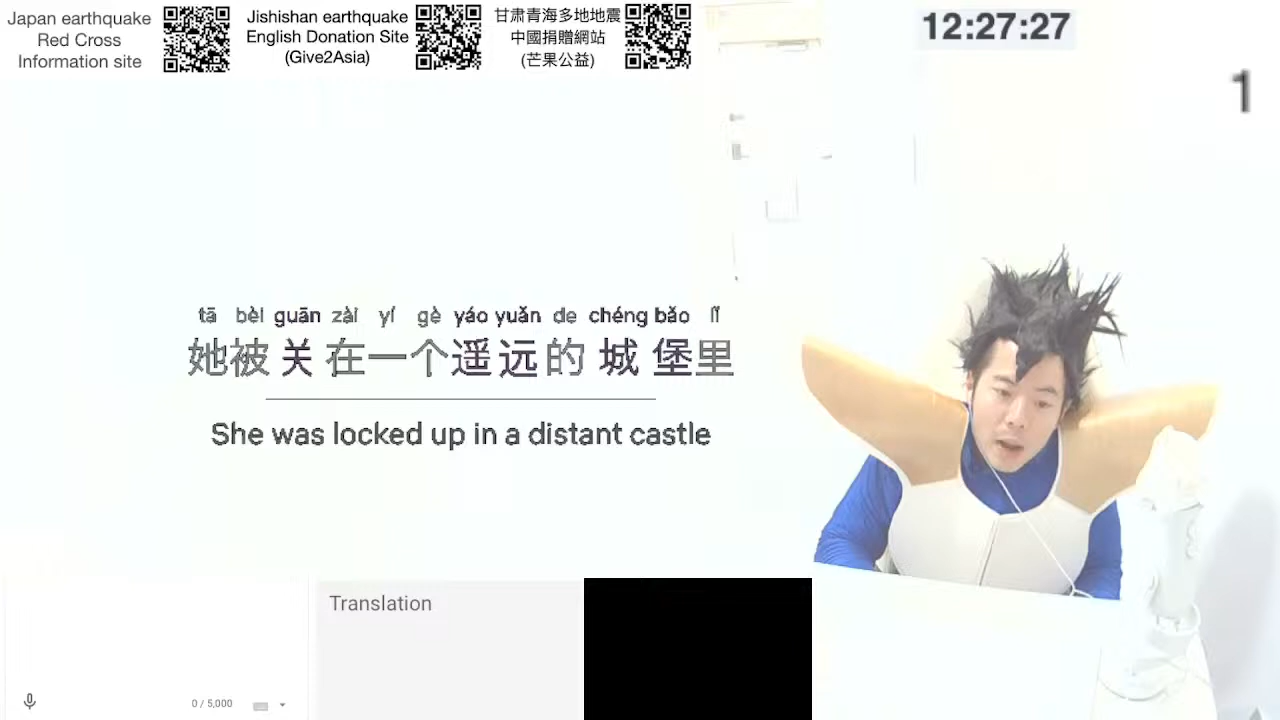 Japan earthquake
Red Cross
Information site
Jishishan earthquake
English Donation Site
(Give2Asia)
甘肃青海多地地震
中國捐贈網站
(芒果公益)
12:27:27
1
tā bèi guān zài yí gè yáo yuǎn de chéng bǎo lǐ
她被关在一个遥远的城堡里
She was locked up in a distant castle
Translation
0 / 5,000